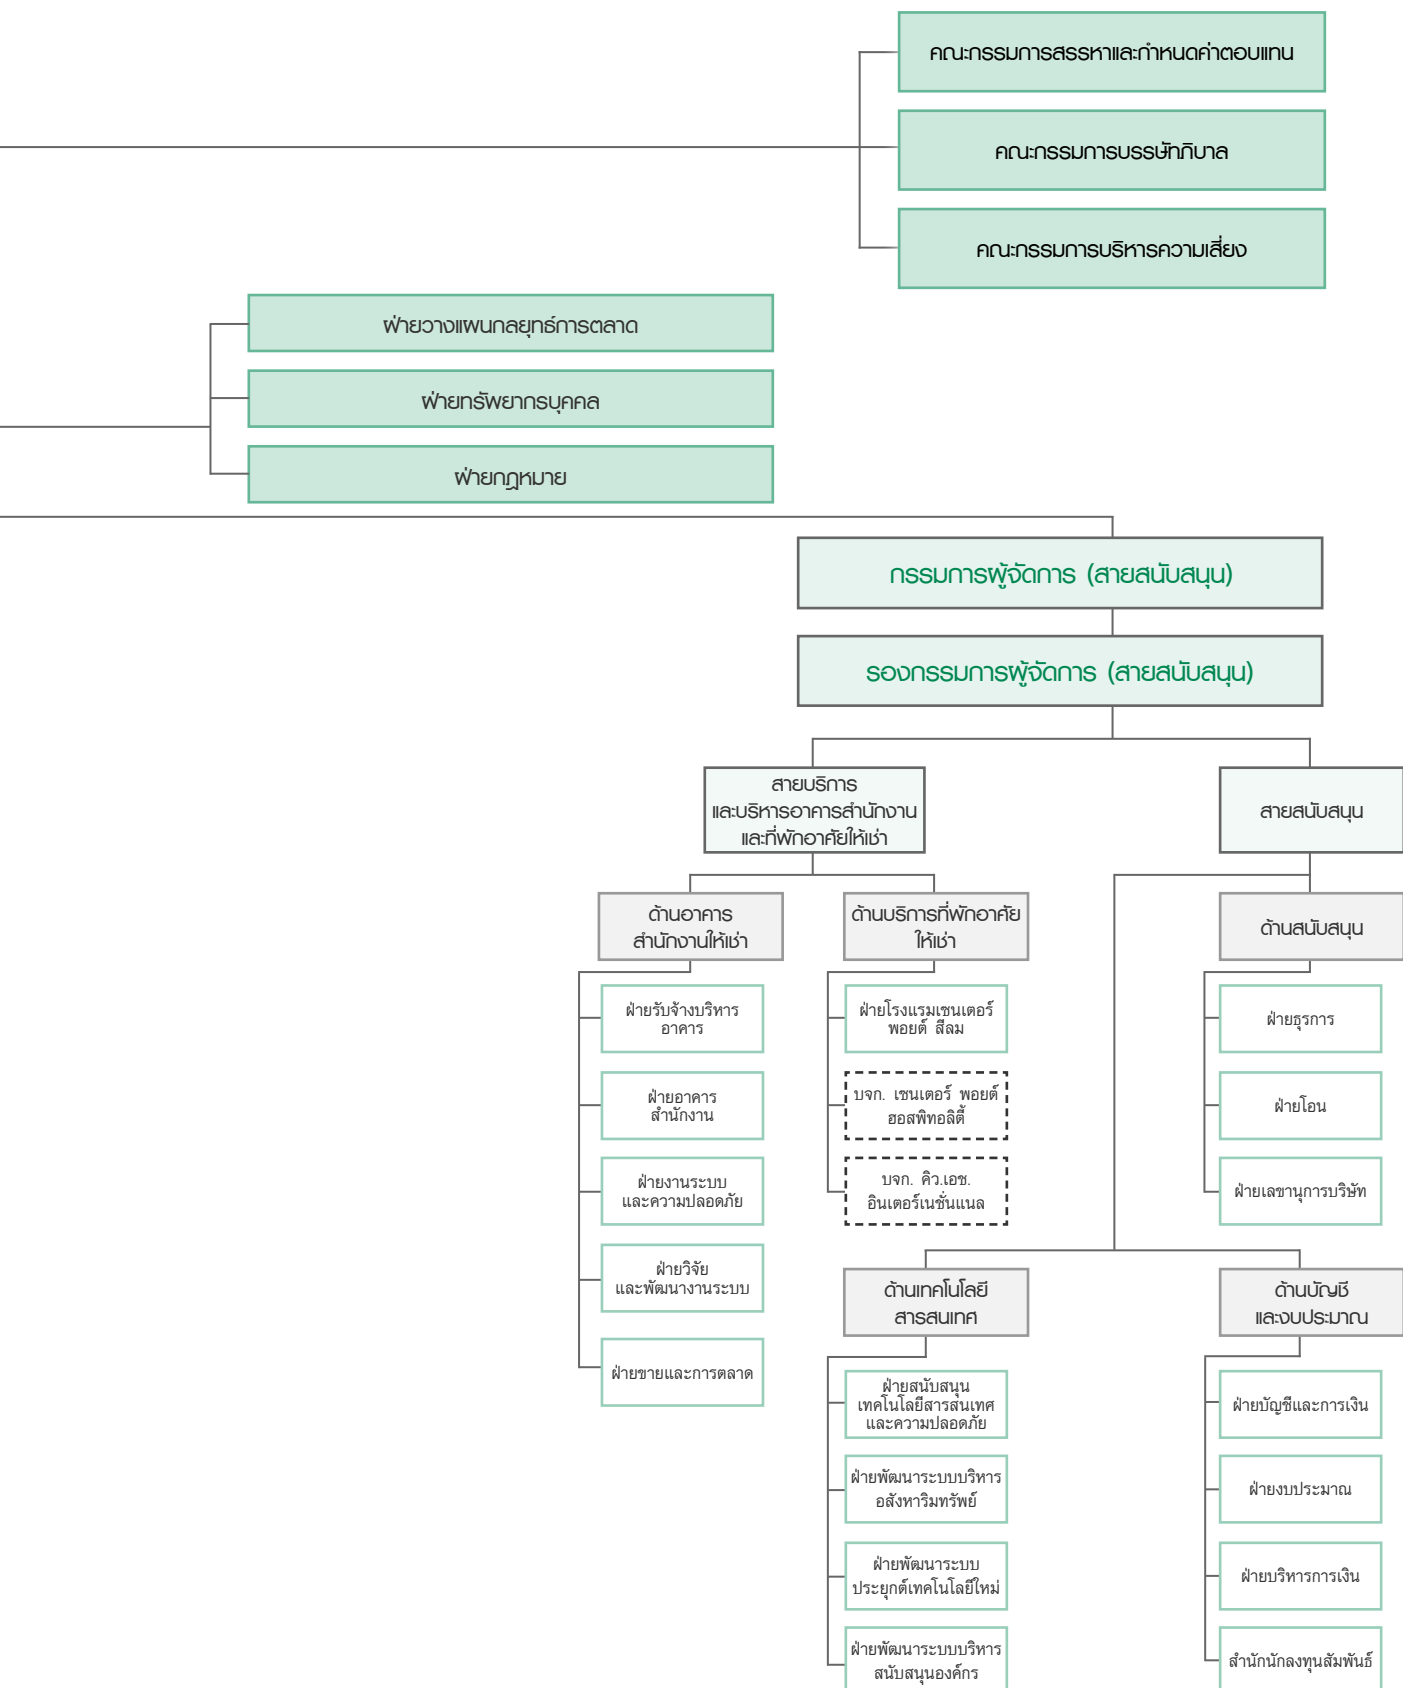 คณะกรรมการสรรหาและกำหนดค่าตอบแทน
คณะกรรมการบรรษัทภิบาล
คณะกรรมการบริหารความเสี่ยง
ฝ่ายวางแผนกลยุทธ์การตลาด
ฝ่ายทรัพยากรบุคคล
ฝ่ายกฎหมาย
กรรมการผู้จัดการ (สายสนับสนุน)
รองกรรมการผู้จัดการ (สายสนับสนุน)
สายบริการ
และบริหารอาคารสำนักงาน
และที่พักอาศัยให้เช่า
สายสนับสนุน
ด้านอาคาร
สำนักงานให้เช่า
ด้านบริการที่พักอาศัย
ให้เช่า
ด้านสนับสนุน
ฝ่ายรับจ้างบริหาร
อาคาร
ฝ่ายอาคาร
สำนักงาน
ฝ่ายงานระบบ
และความปลอดภัย
ฝ่ายวิจัย
และพัฒนางานระบบ
ฝ่ายขายและการตลาด
ฝ่ายโรงแรมเซนเตอร์
พอยต์ สีลม
บจก. เซนเตอร์ พอยต์
ฮอสพิทอลิตี้
บจก. คิว.เอช.
อินเตอร์เนชั่นแนล
ฝ่ายธุรการ
ฝ่ายโอน
ฝ่ายเลขานุการบริษัท
ด้านเทคโนโลยี
สารสนเทศ
ด้านบัญชี
และงบประมาณ
ฝ่ายสนับสนุน
เทคโนโลยีสารสนเทศ
และความปลอดภัย
ฝ่ายพัฒนาระบบบริหาร
อสังหาริมทรัพย์
ฝ่ายพัฒนาระบบ
ประยุกต์เทคโนโลยีใหม่
ฝ่ายพัฒนาระบบบริหาร
สนับสนุนองค์กร
ฝ่ายบัญชีและการเงิน
ฝ่ายงบประมาณ
ฝ่ายบริหารการเงิน
สำนักนักลงทุนสัมพันธ์